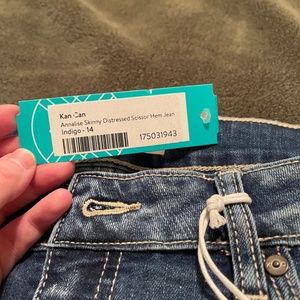 Kan Can
Annalise Skinny Distressed Scissor Hem Jean
Indigo - 14
175031943